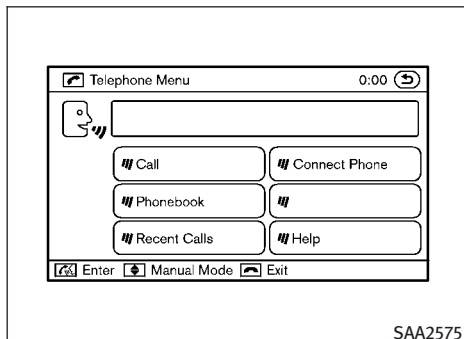 Telephone Menu 0:00
Call Connect Phone
Phonebook
Recent Calls Help
Enter Manual Mode Exit
SAA2575